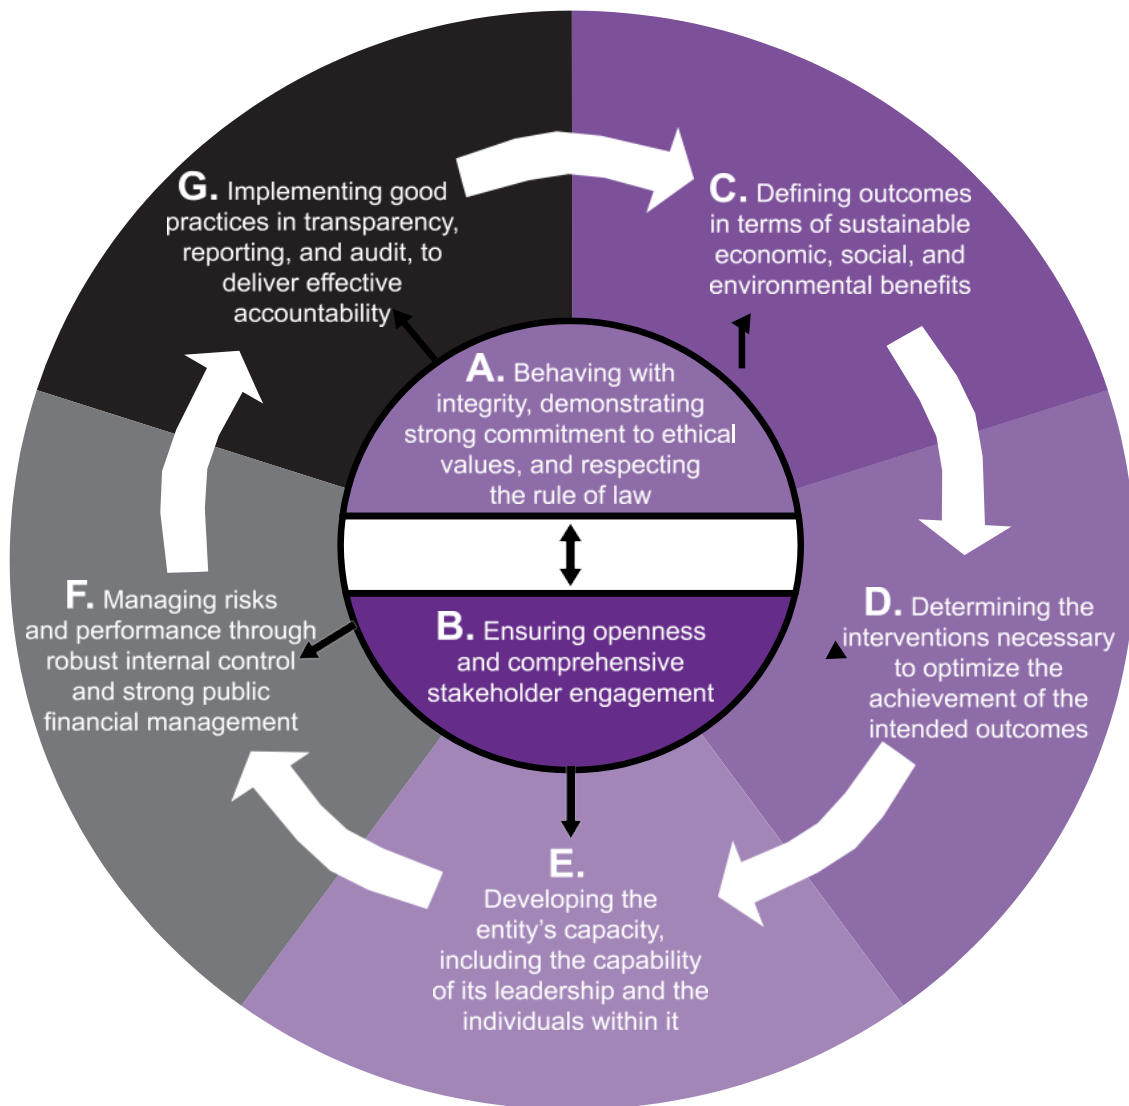 G. Implementing good
practices in transparency,
reporting, and audit, to
deliver effective
accountability
C. Defining outcomes
in terms of sustainable
economic, social, and
environmental benefits
A. Behaving with
integrity, demonstrating
strong commitment to ethical
values, and respecting
the rule of law
F. Managing risks
and performance through
robust internal control
and strong public
financial management
B. Ensuring openness
and comprehensive
stakeholder engagement
D. Determining the
interventions necessary
to optimize the
achievement of the
intended outcomes
E.
Developing the
entity's capacity,
including the capability
of its leadership and the
individuals within it